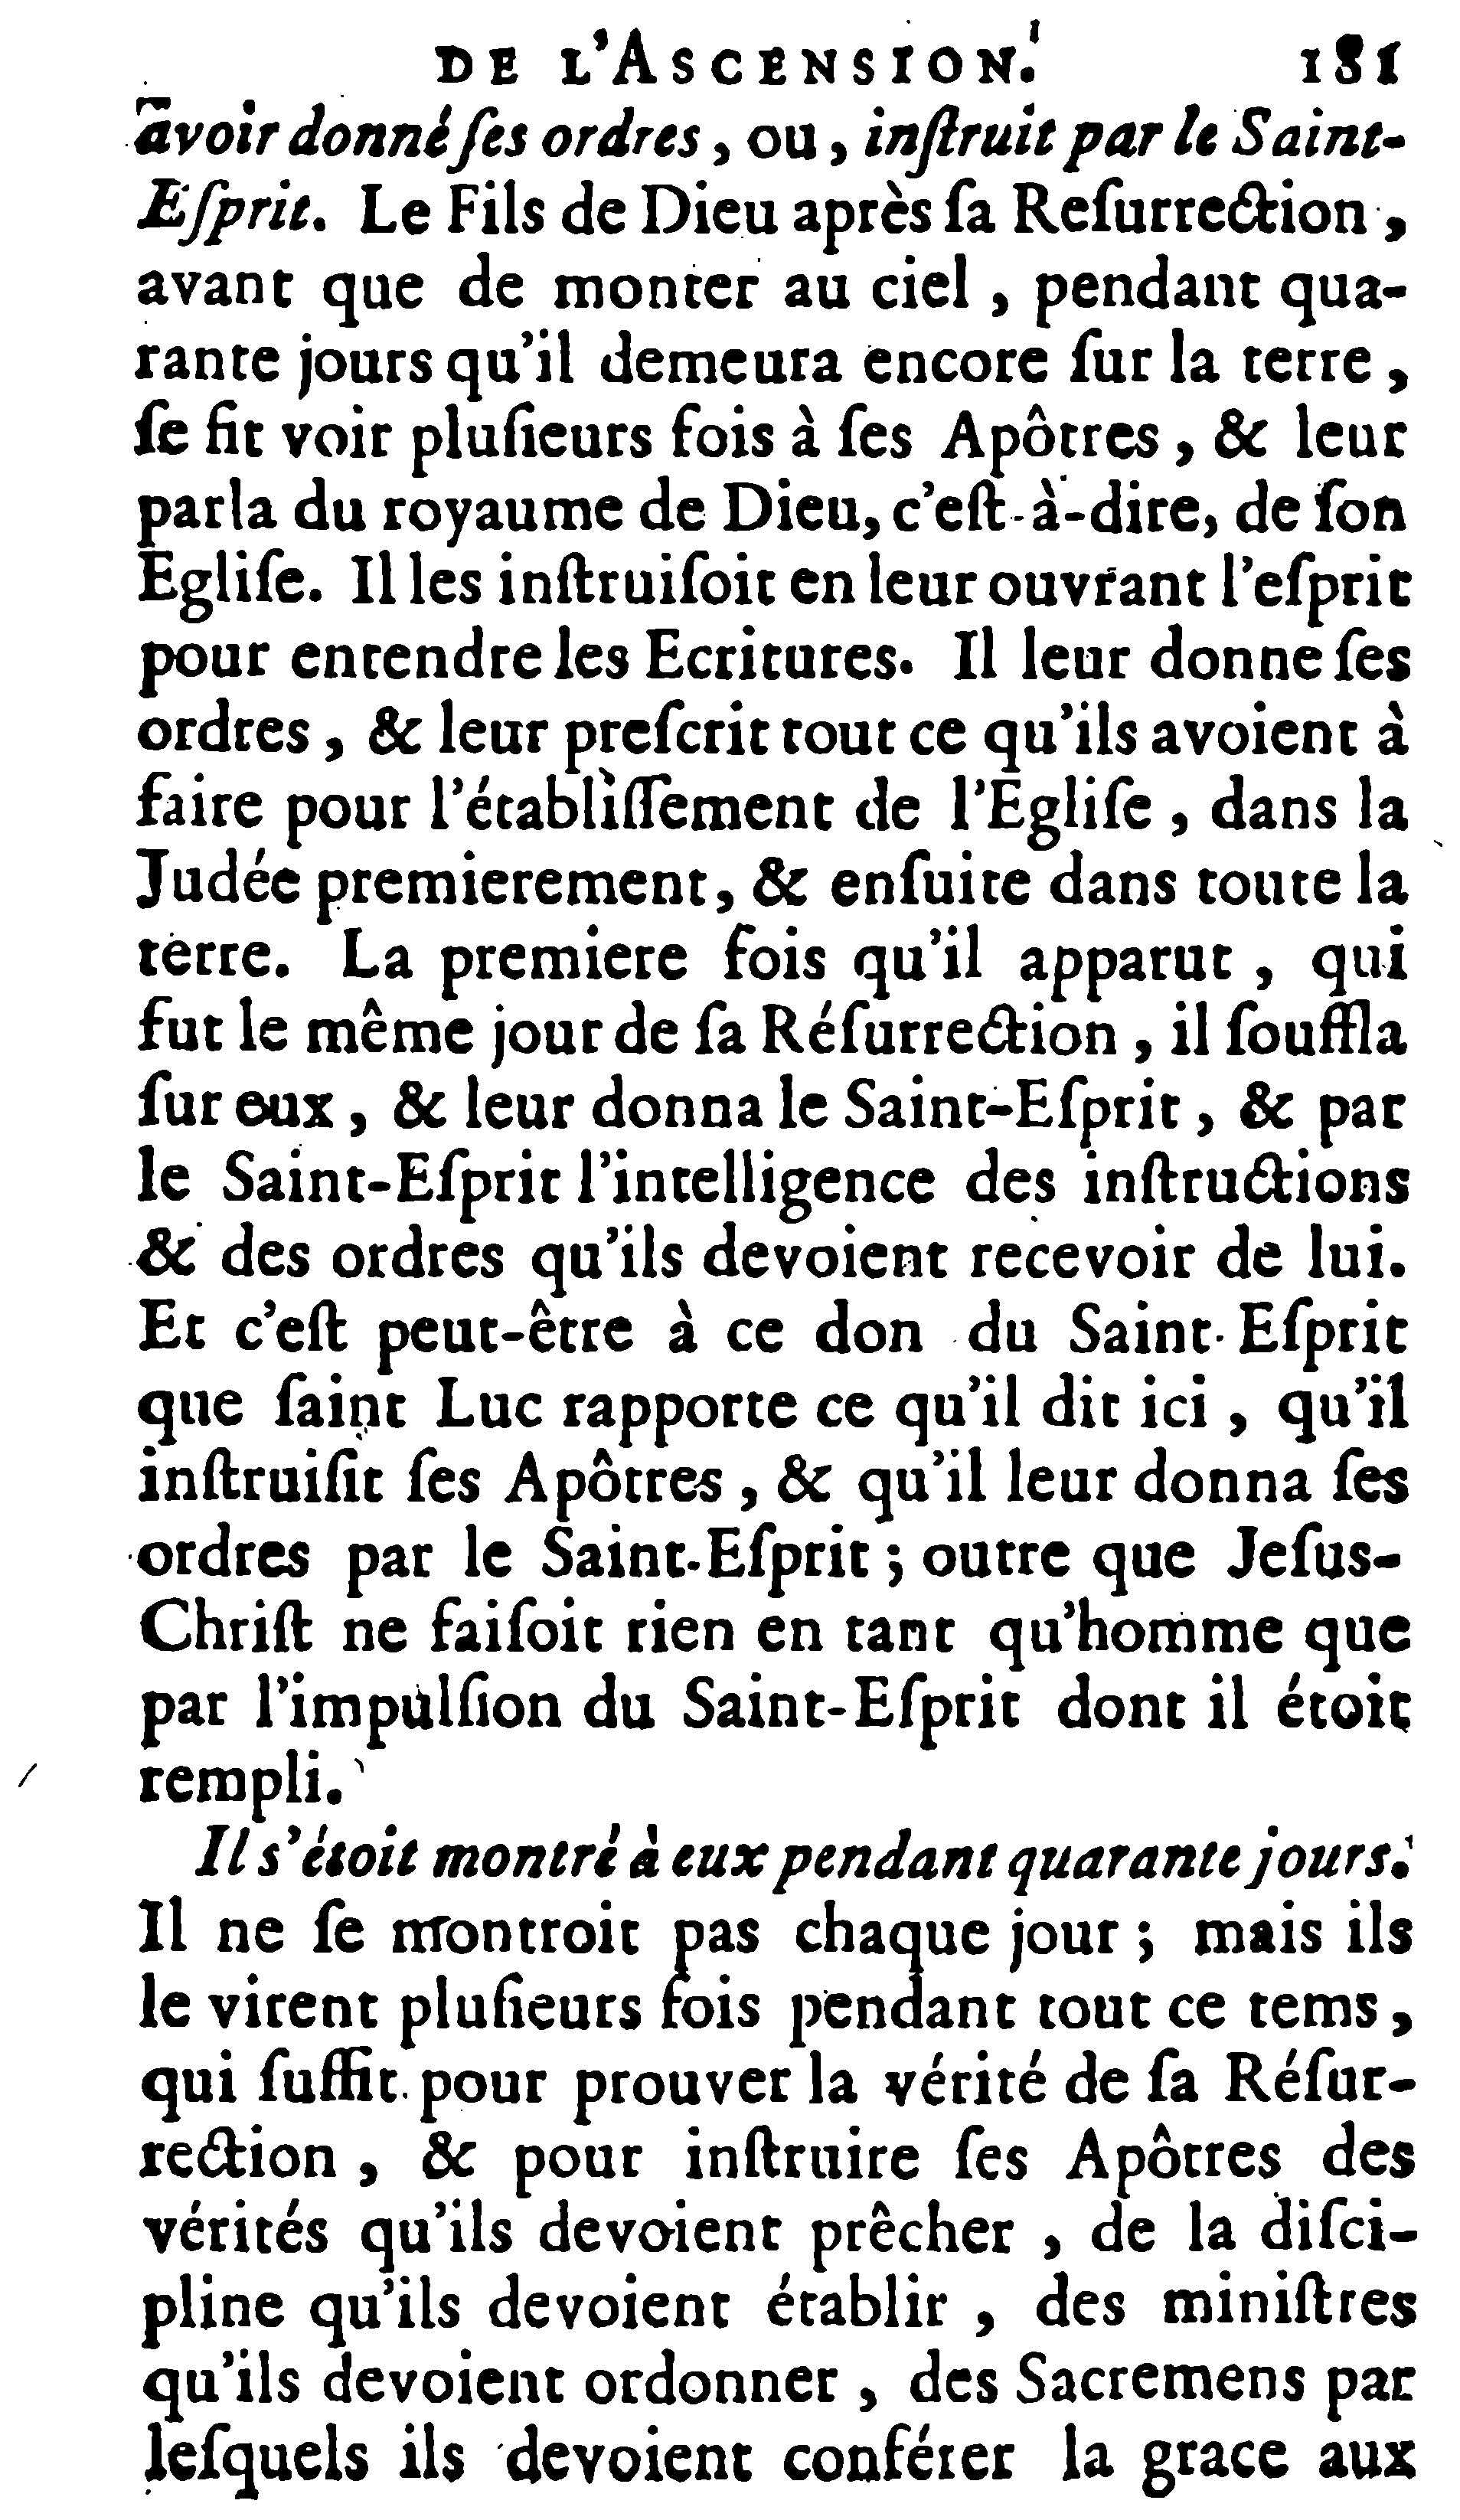 DE L'ASCENSION. 181
avoir donné ſes ordres, ou, inſtruit par le Saint-
Eſprit. Le Fils de Dieu après ſa Reſurrection,
avant que de monter au ciel, pendant qua-
rante jours qu'il demeura encore ſur la terre,
ſe fit voir pluſieurs fois à ſes Apôtres, & leur
parla du royaume de Dieu, c'eſt-à-dire, de ſon
Egliſe. Il les inſtruiſoit en leur ouvrant l'eſprit
pour entendre les Ecritures. Il leur donne ſes
ordres, & leur preſcrit tout ce qu'ils avoient à
faire pour l'établiſſement de l'Egliſe, dans la
Judée premierement, & enſuite dans toute la
terre. La premiere fois qu'il apparut, qui
fut le même jour de ſa Réſurrection, il ſouffla
ſur eux, & leur donna le Saint-Eſprit, & par
le Saint-Eſprit l'intelligence des inſtructions
& des ordres qu'ils devoient recevoir de lui.
Et c'eſt peut-être à ce don du Saint-Eſprit
que ſaint Luc rapporte ce qu'il dit ici, qu'il
inſtruiſit ſes Apôtres, & qu'il leur donna ſes
ordres par le Saint-Eſprit; outre que Jeſus-
Chriſt ne faiſoit rien en tant qu'homme que
par l'impulſion du Saint-Eſprit dont il étoit
rempli.
Il s'étoit montré à eux pendant quarante jours.
Il ne ſe montroit pas chaque jour; mais ils
le virent pluſieurs fois pendant tout ce tems,
qui ſuffit pour prouver la vérité de ſa Réſur-
rection, & pour inſtruire ſes Apôtres des
vérités qu'ils devoient prêcher, de la diſci-
pline qu'ils devoient établir, des miniſtres
qu'ils devoient ordonner, des Sacremens par
leſquels ils devoient conférer la grace aux